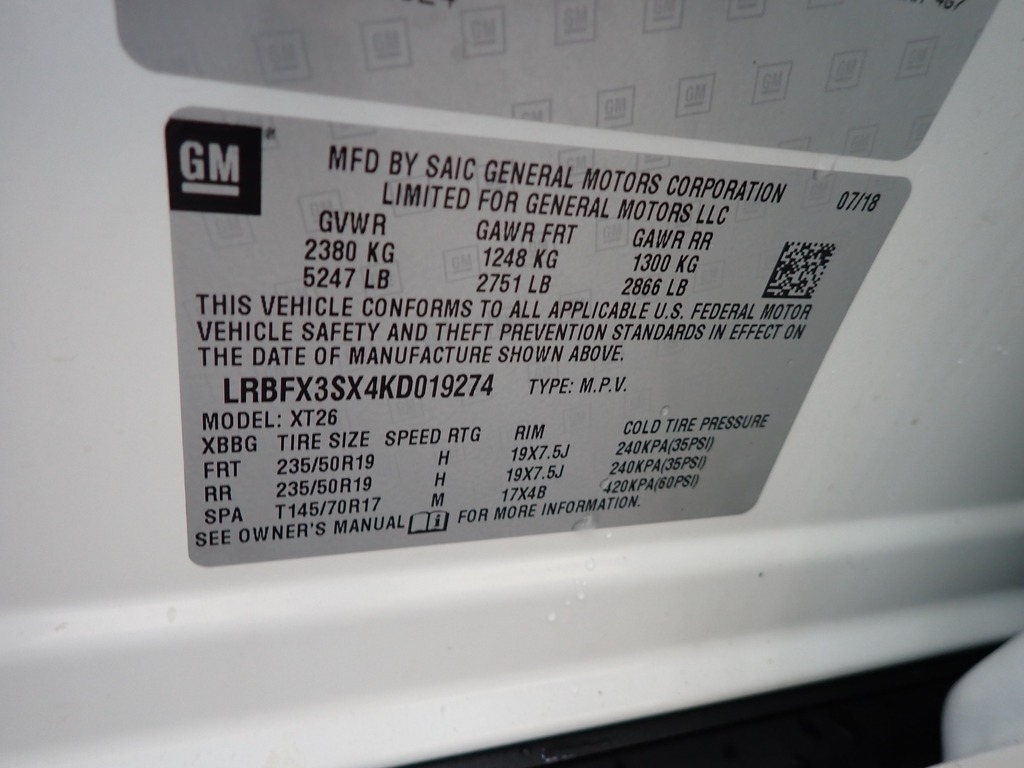 GM
MFD BY SAIC GENERAL MOTORS CORPORATION
LIMITED FOR GENERAL MOTORS LLC
07/18
GVWR GAWR FRT GAWR RR
2380 KG 1248 KG 1300 KG
5247 LB 2751 LB 2866 LB
THIS VEHICLE CONFORMS TO ALL APPLICABLE U.S. FEDERAL MOTOR
VEHICLE SAFETY AND THEFT PREVENTION STANDARDS IN EFFECT ON
THE DATE OF MANUFACTURE SHOWN ABOVE.
LRBFX3SX4KD019274 TYPE: M.P.V.
MODEL: XT26
XBBG TIRE SIZE SPEED RTG RIM COLD TIRE PRESSURE
FRT 235/50R19 H 19X7.5J 240KPA(35PSI)
RR 235/50R19 H 19X7.5J 240KPA(35PSI)
SPA T145/70R17 M 17X4B 420KPA(60PSI)
SEE OWNER'S MANUAL FOR MORE INFORMATION.